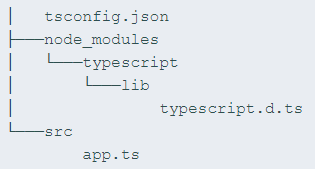 │   tsconfig.json
├───node_modules
│   └───typescript
│       └───lib
│               typescript.d.ts
└───src
        app.ts